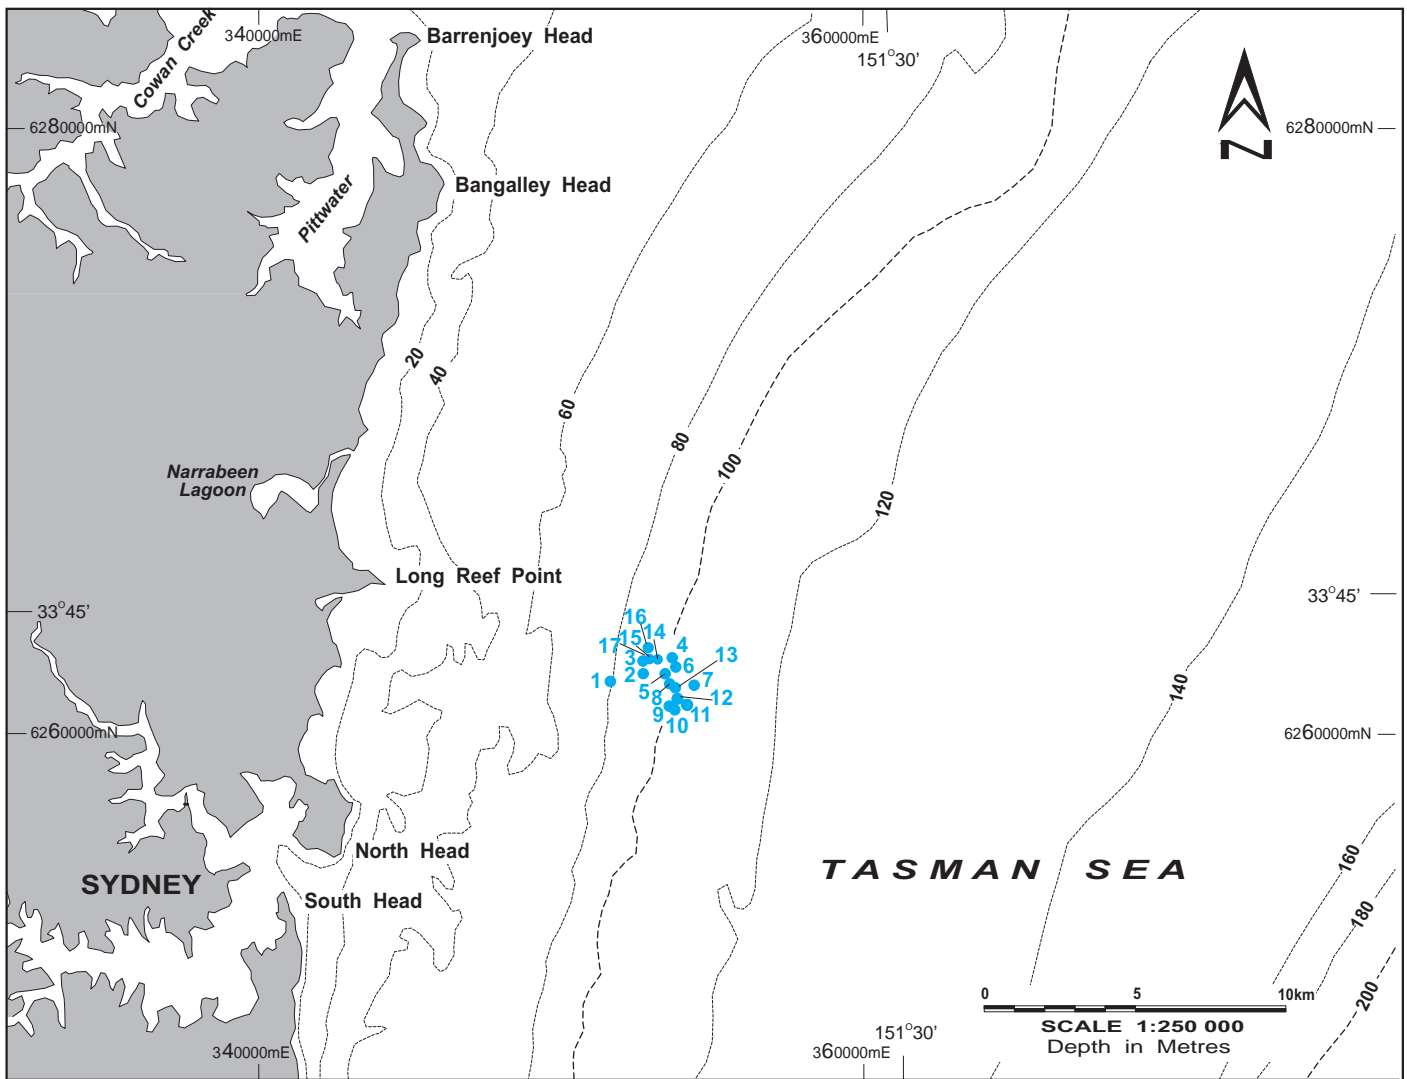 340000mE
Barrenjoey Head
360000mE
151°30'
Cowan Creek
6280000mN
6280000mN
N
Bangalley Head
Pittwater
20
40
60
80
100
120
Narrabeen
Lagoon
Long Reef Point
33°45'
33°45'
16
15
14
17
3
4
13
6
2
1
5
8
7
12
9
11
10
140
6260000mN
6260000mN
North Head
TASMAN SEA
160
SYDNEY
South Head
180
200
0
5
10km
SCALE 1:250 000
Depth in Metres
151°30'
340000mE
360000mE